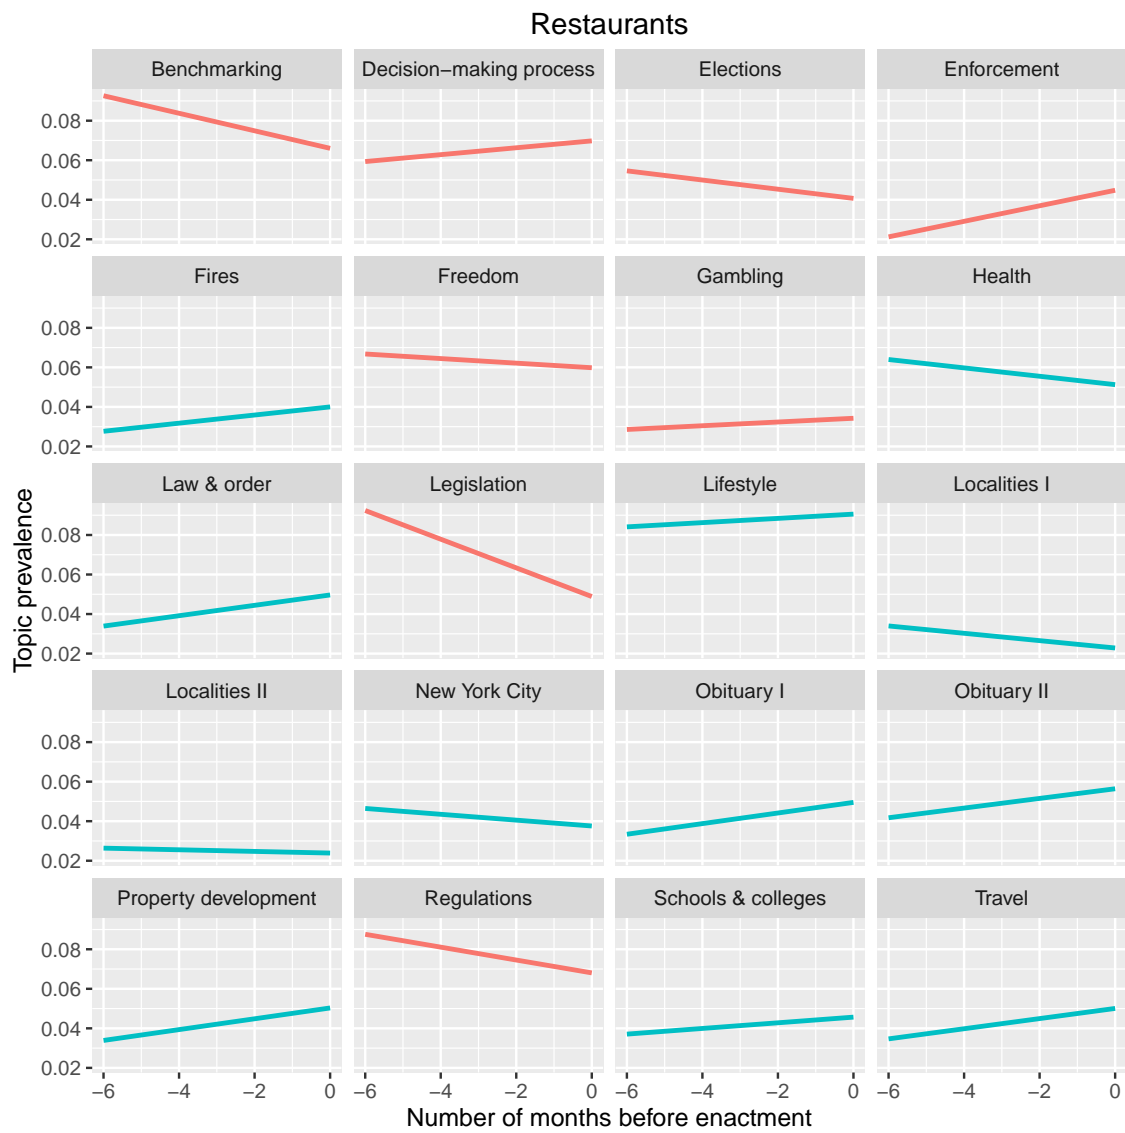 Restaurants
Benchmarking Decision−making process Elections Enforcement
0.08
0.06
0.04
0.02
Fires Freedom Gambling Health
0.08
0.06
0.04
0.02
Law & order Legislation Lifestyle Localities I
0.08
0.06
0.04
0.02
Localities II New York City Obituary I Obituary II
0.08
0.06
0.04
0.02
Property development Regulations Schools & colleges Travel
0.08
0.06
0.04
0.02
−6 −4 −2 0 −6 −4 −2 0 −6 −4 −2 0 −6 −4 −2 0
Number of months before enactment
Topic prevalence